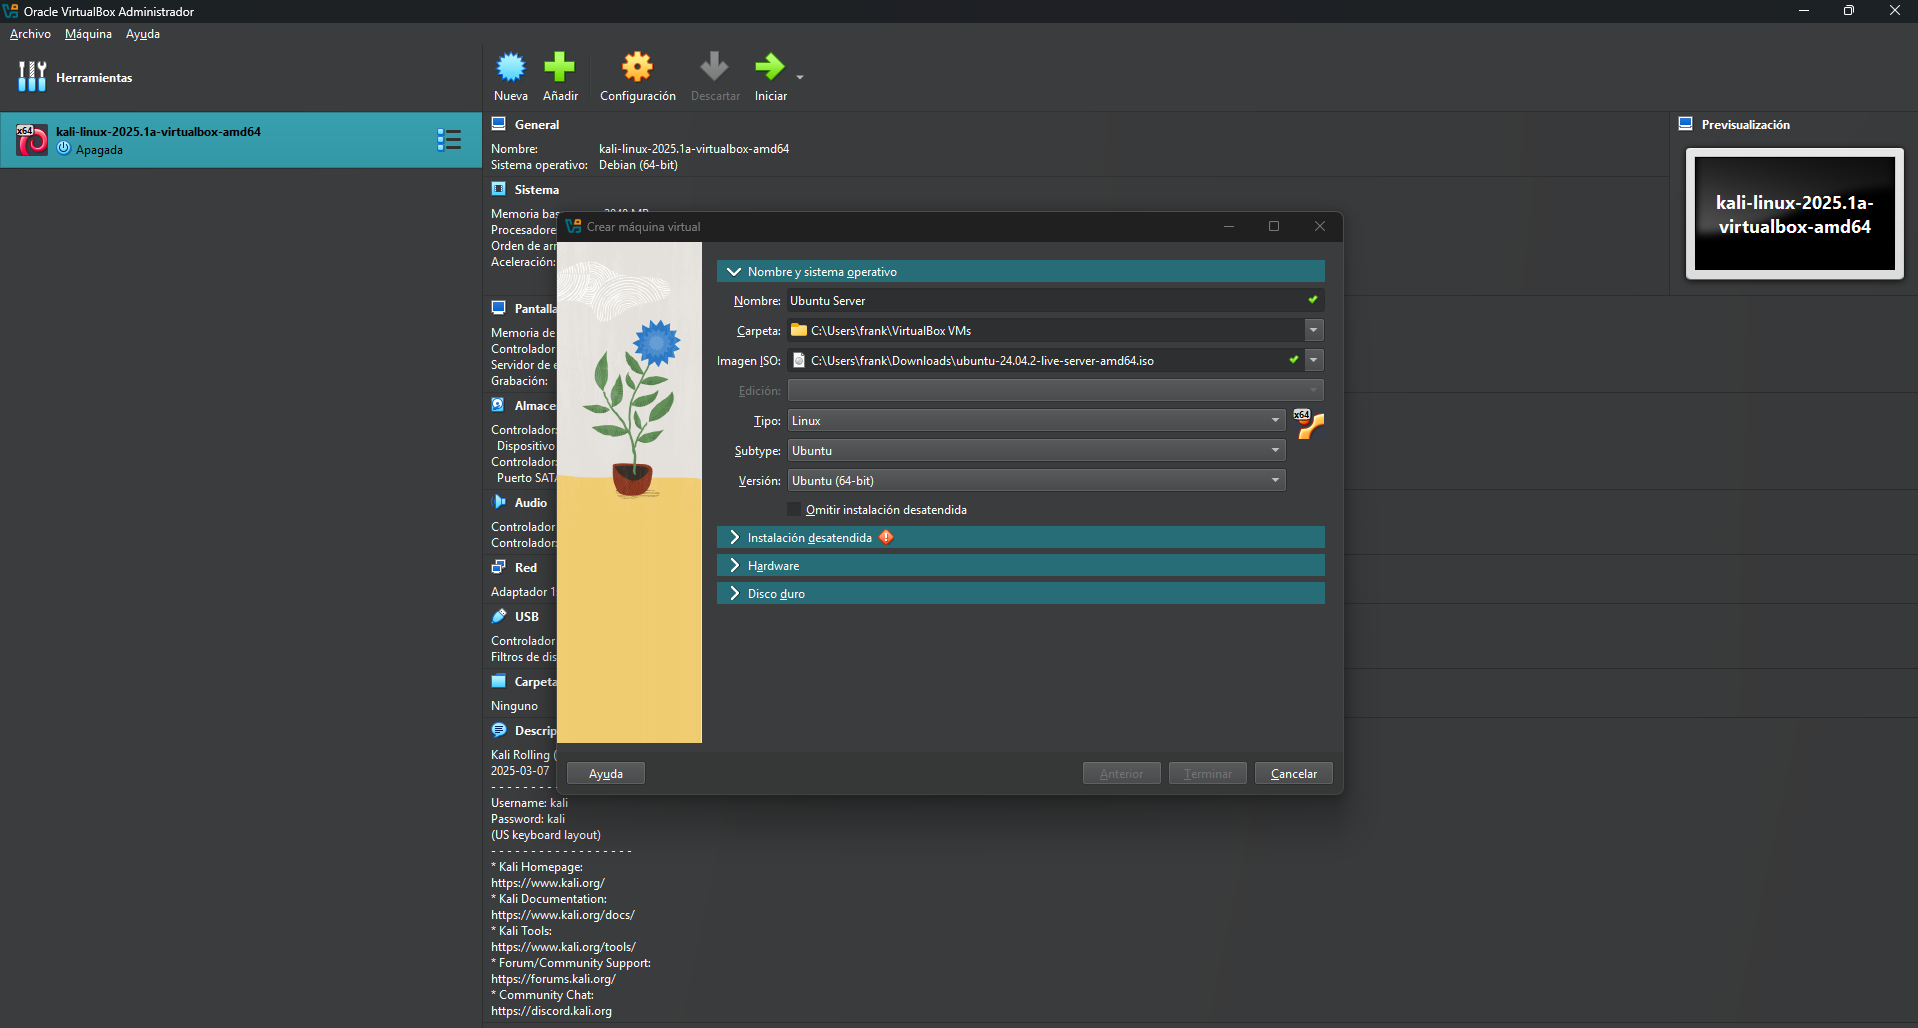 Oracle VirtualBox Administrador
Archivo Máquina Ayuda
Herramientas
Nueva Añadir Configuración Descartar Iniciar
x64
kali-linux-2025.1a-virtualbox-amd64
Apagada
General
Nombre: kali-linux-2025.1a-virtualbox-amd64
Sistema operativo: Debian (64-bit)
Sistema
Memoria bas
Procesadore
Orden de arr
Aceleración:
Pantalla
Memoria de
Controlador
Servidor de e
Grabación:
Almace
Controlador:
Dispositivo
Controlador:
Puerto SATA
Audio
Controlador
Controlador:
Red
Adaptador 1:
USB
Controlador
Filtros de dis
Carpeta
Ninguno
Descrip
Kali Rolling (
2025-03-07
- - - - - - - -
Username: kali
Password: kali
(US keyboard layout)
- - - - - - - - - - - - - - - - - -
* Kali Homepage:
https://www.kali.org/
* Kali Documentation:
https://www.kali.org/docs/
* Kali Tools:
https://www.kali.org/tools/
* Forum/Community Support:
https://forums.kali.org/
* Community Chat:
https://discord.kali.org
Previsualización
kali-linux-2025.1a-
virtualbox-amd64
Crear máquina virtual
Nombre y sistema operativo
Nombre: Ubuntu Server
Carpeta: C:\Users\frank\VirtualBox VMs
Imagen ISO: C:\Users\frank\Downloads\ubuntu-24.04.2-live-server-amd64.iso
Edición:
Tipo: Linux
x64
Subtype: Ubuntu
Versión: Ubuntu (64-bit)
Omitir instalación desatendida
Instalación desatendida
Hardware
Disco duro
Ayuda Anterior Terminar Cancelar